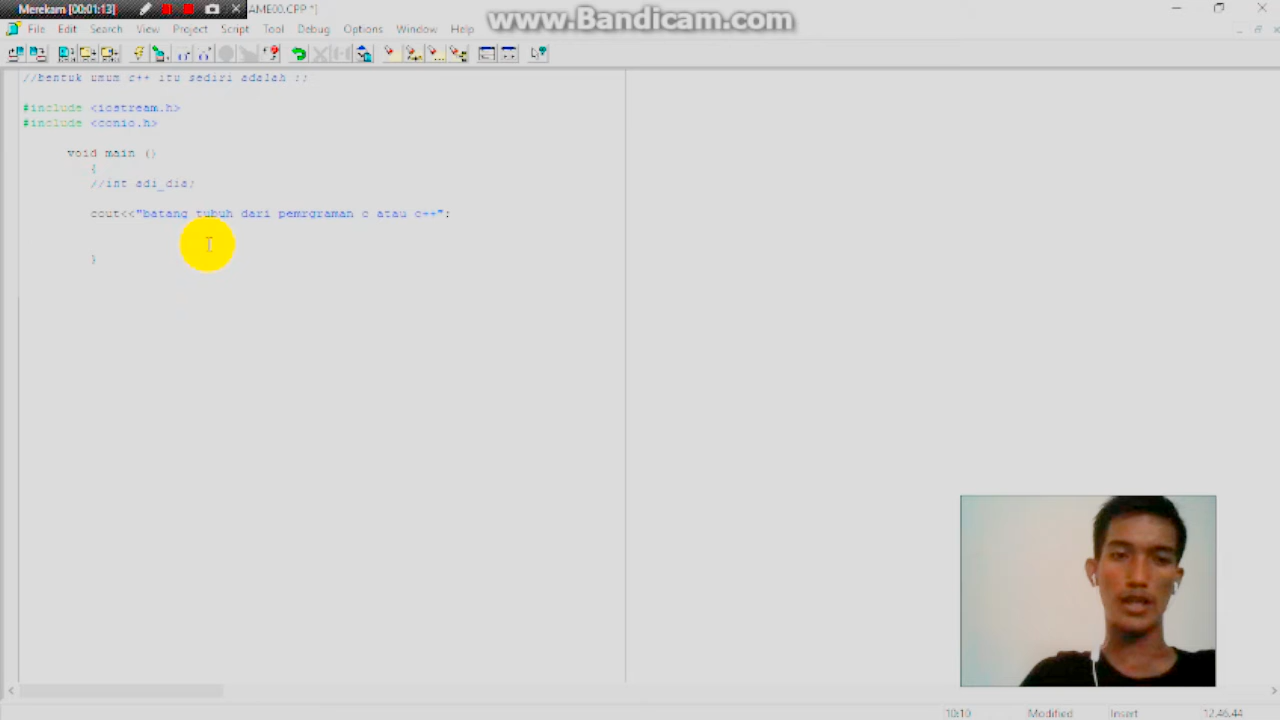 Merekam [00:01:13]
AME00.CPP *]
www.Bandicam.com
File Edit Search View Project Script Tool Debug Options Window Help
//bentuk umum c++ itu sediri adalah ;;
#include <iostream.h>
#include <conio.h>
void main ()
{
//int adi_dia;
cout<<"batang tubuh dari pemrgraman c atau c++";
}
10:10 Modified Insert 12.46.44